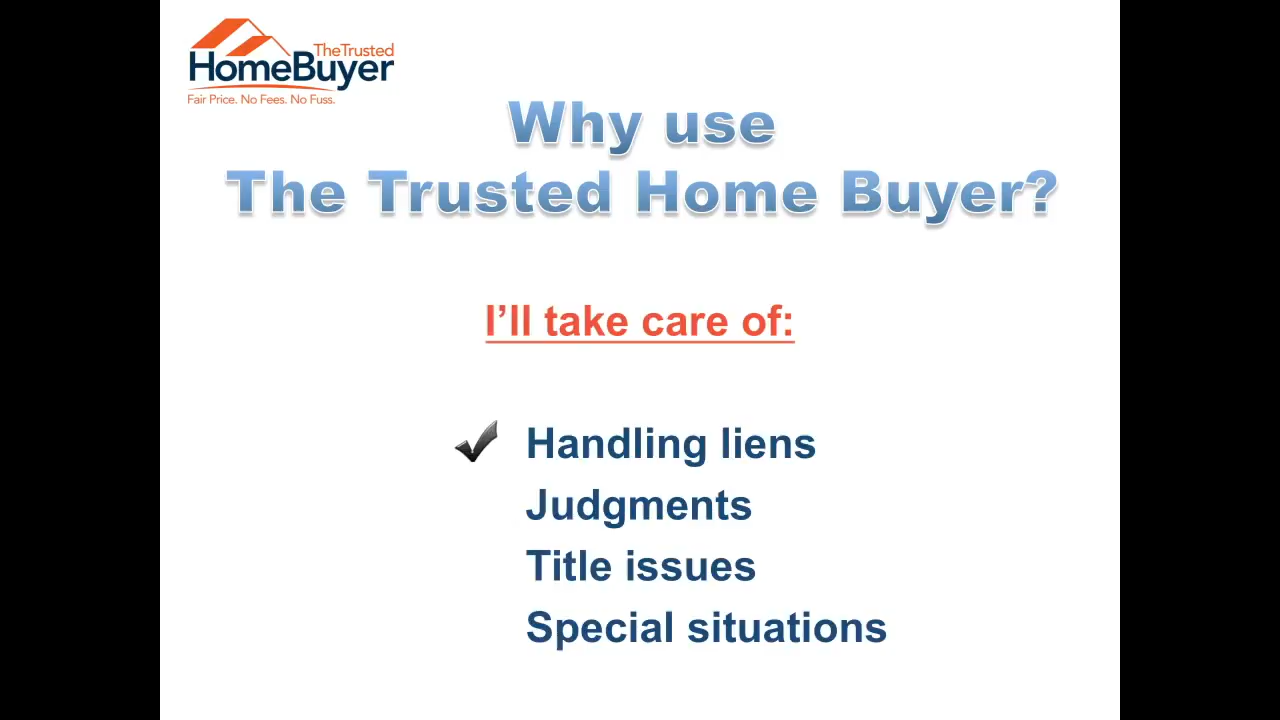 TheTrusted
HomeBuyer
Fair Price. No Fees. No Fuss.
Why use
The Trusted Home Buyer?
I’ll take care of:
Handling liens
Judgments
Title issues
Special situations